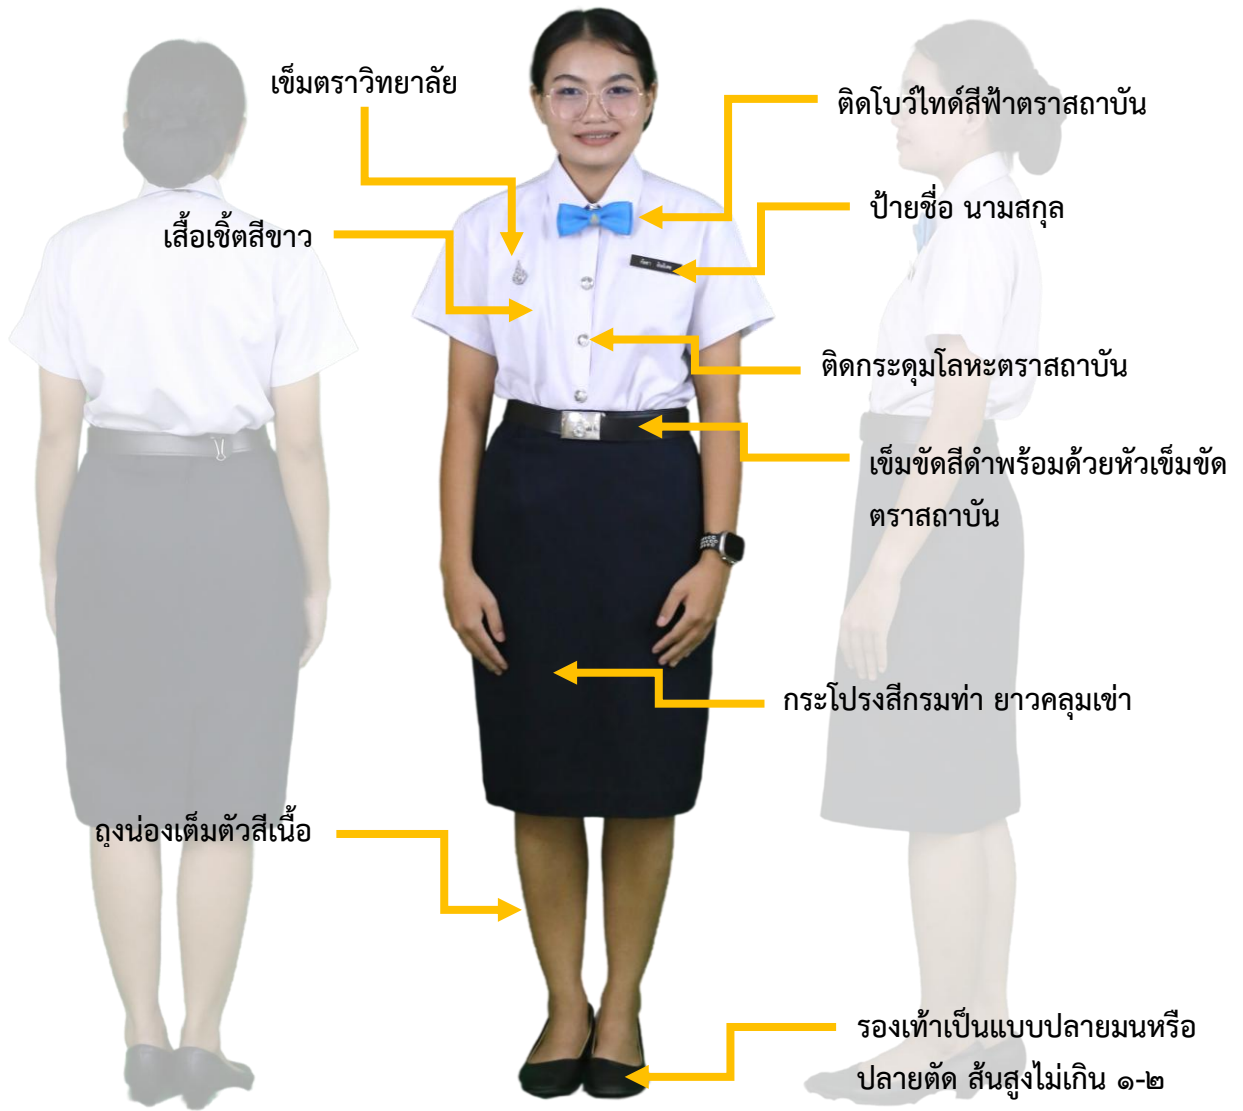 เข็มตราวิทยาลัย
ติดโบว์ไทด์สีฟ้าตราสถาบัน
ป้ายชื่อ นามสกุล
เสื้อเชิ้ตสีขาว
ติดกระดุมโลหะตราสถาบัน
เข็มขัดสีดำพร้อมด้วยหัวเข็มขัด
ตราสถาบัน
กระโปรงสีกรมท่า ยาวคลุมเข่า
ถุงน่องเต็มตัวสีเนื้อ
รองเท้าเป็นแบบปลายมนหรือ
ปลายตัด ส้นสูงไม่เกิน ๑-๒